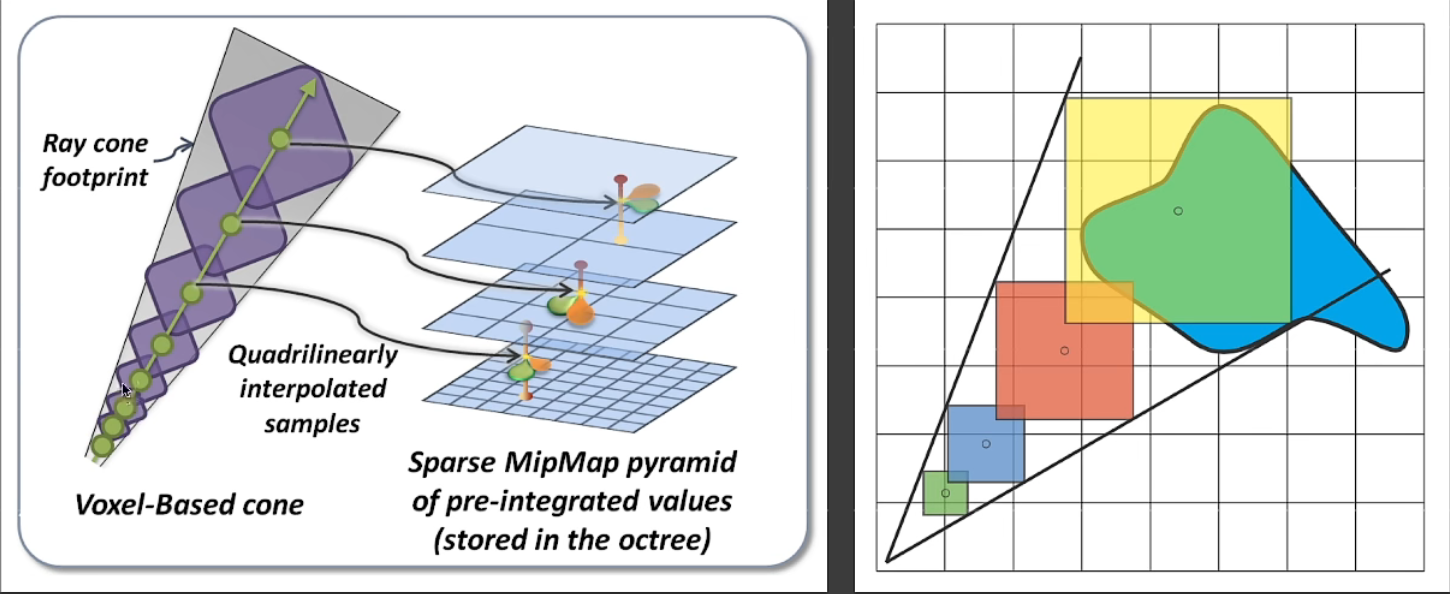 Ray cone
footprint
Quadrilinearly
interpolated
samples
Voxel-Based cone
Sparse MipMap pyramid
of pre-integrated values
(stored in the octree)